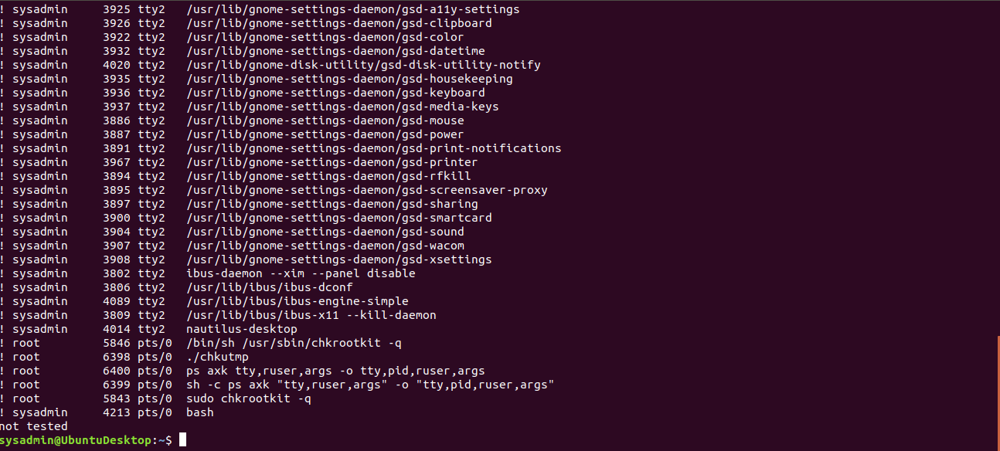 ! sysadmin     3925 tty2   /usr/lib/gnome-settings-daemon/gsd-a11y-settings
! sysadmin     3926 tty2   /usr/lib/gnome-settings-daemon/gsd-clipboard
! sysadmin     3922 tty2   /usr/lib/gnome-settings-daemon/gsd-color
! sysadmin     3932 tty2   /usr/lib/gnome-settings-daemon/gsd-datetime
! sysadmin     4020 tty2   /usr/lib/gnome-disk-utility/gsd-disk-utility-notify
! sysadmin     3935 tty2   /usr/lib/gnome-settings-daemon/gsd-housekeeping
! sysadmin     3936 tty2   /usr/lib/gnome-settings-daemon/gsd-keyboard
! sysadmin     3937 tty2   /usr/lib/gnome-settings-daemon/gsd-media-keys
! sysadmin     3886 tty2   /usr/lib/gnome-settings-daemon/gsd-mouse
! sysadmin     3887 tty2   /usr/lib/gnome-settings-daemon/gsd-power
! sysadmin     3891 tty2   /usr/lib/gnome-settings-daemon/gsd-print-notifications
! sysadmin     3967 tty2   /usr/lib/gnome-settings-daemon/gsd-printer
! sysadmin     3894 tty2   /usr/lib/gnome-settings-daemon/gsd-rfkill
! sysadmin     3895 tty2   /usr/lib/gnome-settings-daemon/gsd-screensaver-proxy
! sysadmin     3897 tty2   /usr/lib/gnome-settings-daemon/gsd-sharing
! sysadmin     3900 tty2   /usr/lib/gnome-settings-daemon/gsd-smartcard
! sysadmin     3904 tty2   /usr/lib/gnome-settings-daemon/gsd-sound
! sysadmin     3907 tty2   /usr/lib/gnome-settings-daemon/gsd-wacom
! sysadmin     3908 tty2   /usr/lib/gnome-settings-daemon/gsd-xsettings
! sysadmin     3802 tty2   ibus-daemon --xim --panel disable
! sysadmin     3806 tty2   /usr/lib/ibus/ibus-dconf
! sysadmin     4089 tty2   /usr/lib/ibus/ibus-engine-simple
! sysadmin     3809 tty2   /usr/lib/ibus/ibus-x11 --kill-daemon
! sysadmin     4014 tty2   nautilus-desktop
! root         5846 pts/0  /bin/sh /usr/sbin/chkrootkit -q
! root         6398 pts/0  ./chkutmp
! root         6400 pts/0  ps axk tty,ruser,args -o tty,pid,ruser,args
! root         6399 pts/0  sh -c ps axk "tty,ruser,args" -o "tty,pid,ruser,args"
! root         5843 pts/0  sudo chkrootkit -q
! sysadmin     4213 pts/0  bash
not tested
sysadmin@UbuntuDesktop:~$